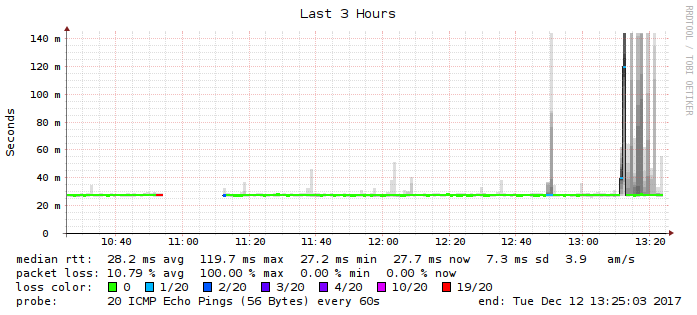 Last 3 Hours
RRDTOOL / TOBI OETIKER
Seconds
140 m
120 m
100 m
80 m
60 m
40 m
20 m
0
10:40 11:00 11:20 11:40 12:00 12:20 12:40 13:00 13:20
median rtt: 28.2 ms avg 119.7 ms max 27.2 ms min 27.7 ms now 7.3 ms sd 3.9 am/s
packet loss: 10.79 % avg 100.00 % max 0.00 % min 0.00 % now
loss color: 0 1/20 2/20 3/20 4/20 10/20 19/20
probe: 20 ICMP Echo Pings (56 Bytes) every 60s end: Tue Dec 12 13:25:03 2017